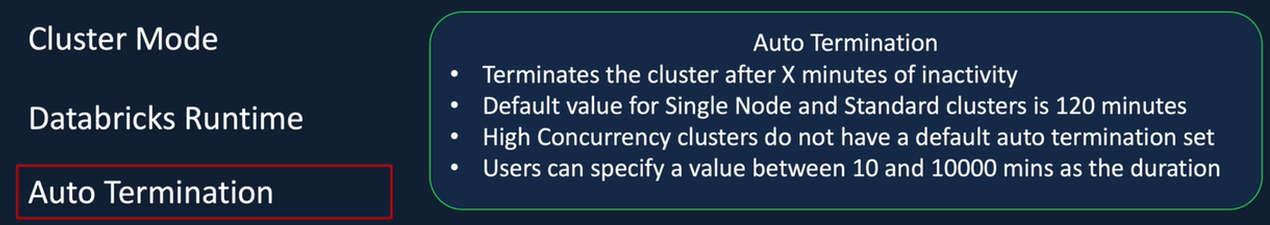 Cluster Mode
Databricks Runtime
Auto Termination
Auto Termination
• Terminates the cluster after X minutes of inactivity
• Default value for Single Node and Standard clusters is 120 minutes
• High Concurrency clusters do not have a default auto termination set
• Users can specify a value between 10 and 10000 mins as the duration